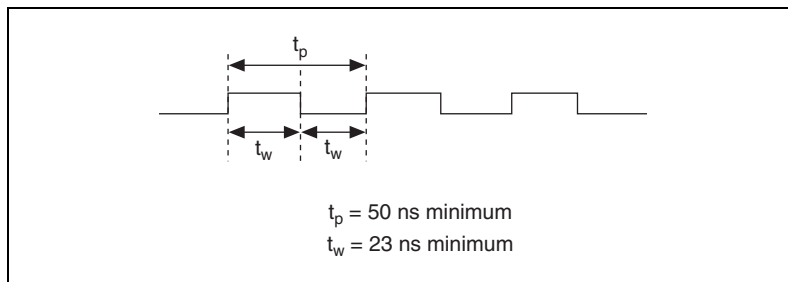 tp
tw tw
tp = 50 ns minimum
tw = 23 ns minimum